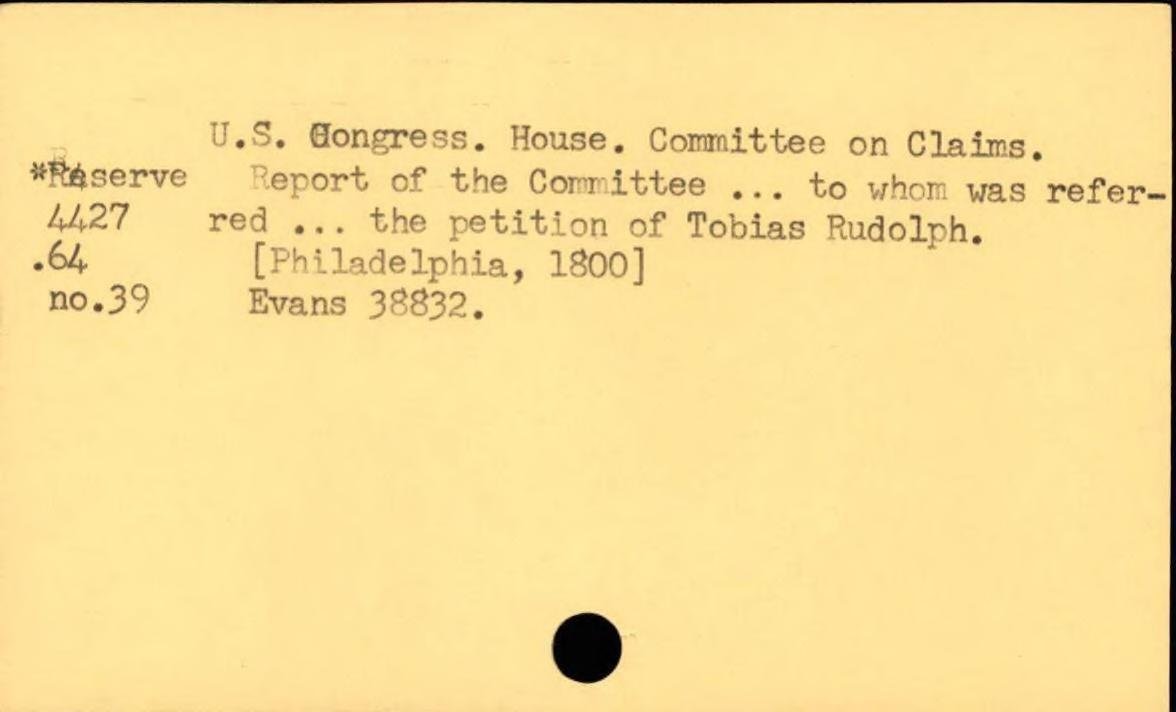 U.S. Congress. House. Committee on Claims.
*Reserve Report of the Committee ... to whom was refer-
4427 red ... the petition of Tobias Rudolph.
.64 [Philadelphia, 1800]
no.39 Evans 38832.